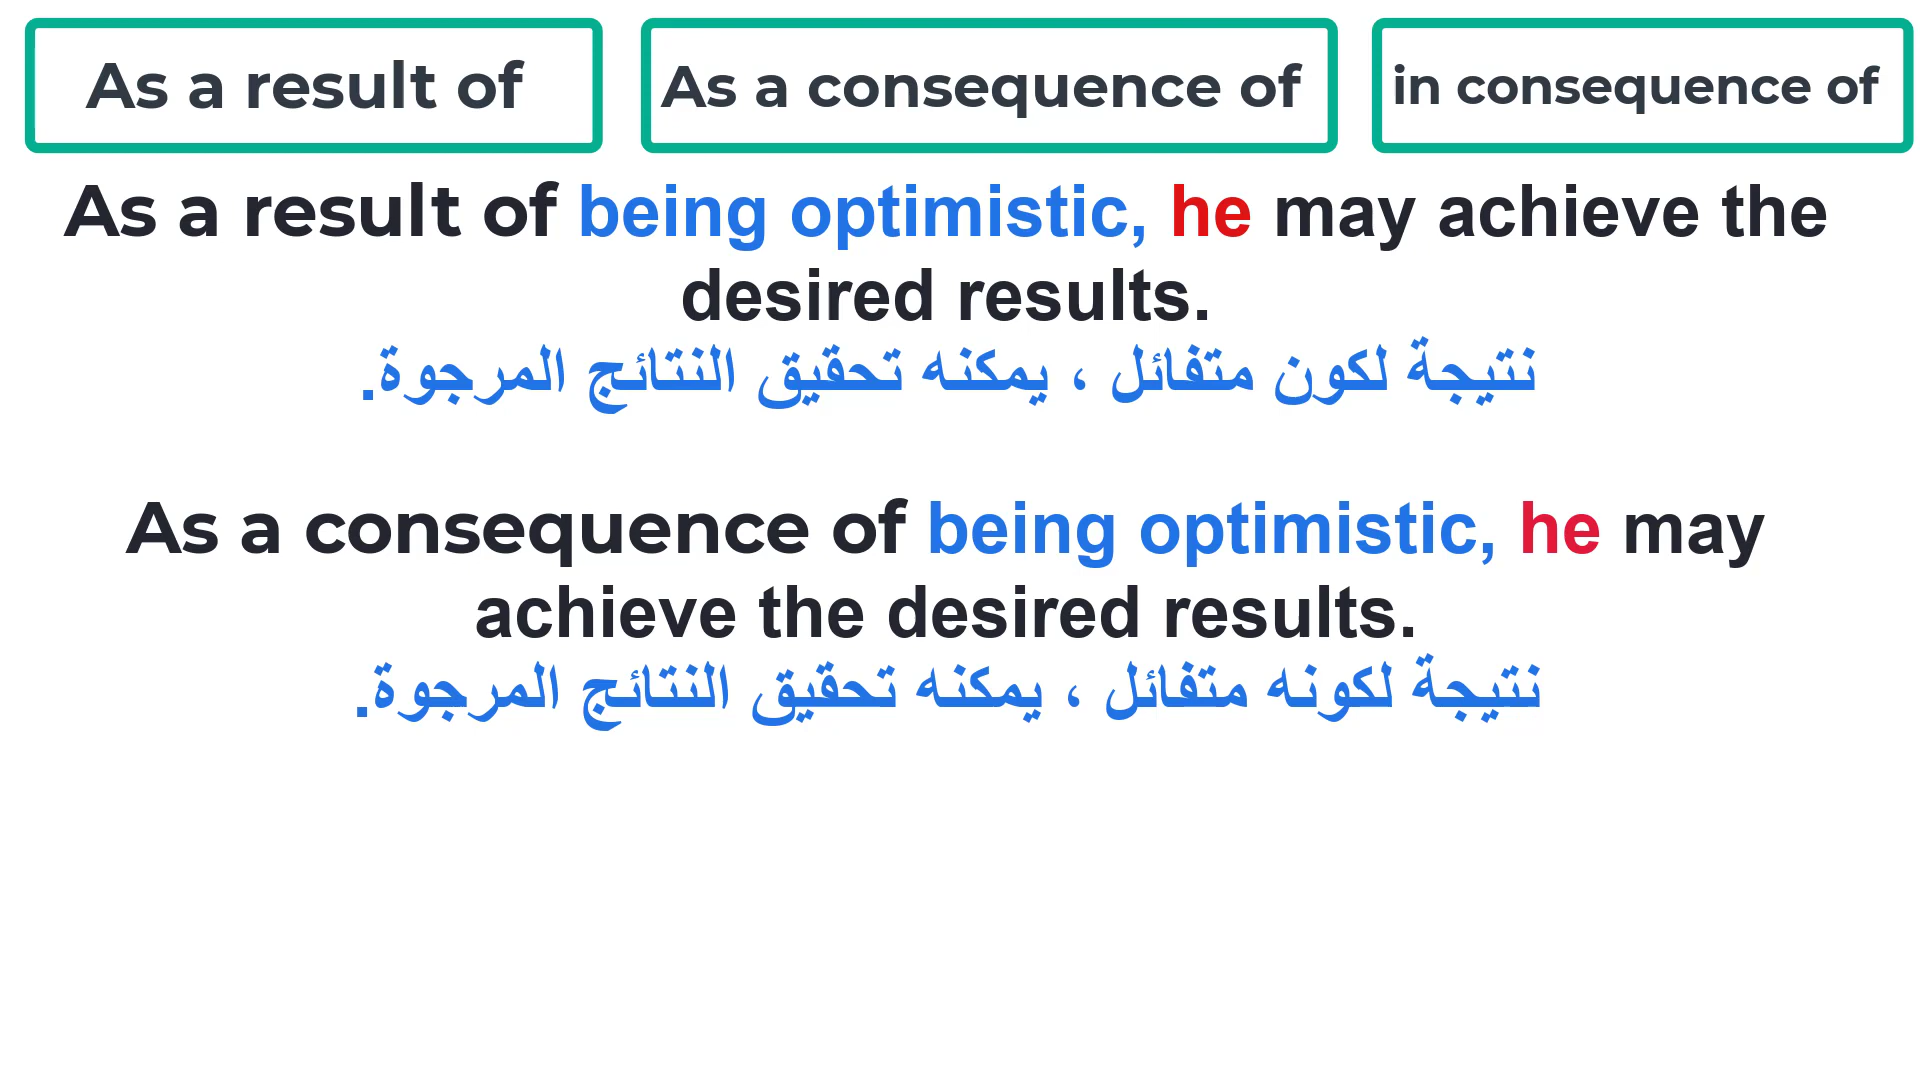 As a result of
As a consequence of
in consequence of
As a result of being optimistic, he may achieve the
desired results.
نتيجة لكون متفائل ، يمكنه تحقيق النتائج المرجوة.
As a consequence of being optimistic, he may
achieve the desired results.
نتيجة لكونه متفائل ، يمكنه تحقيق النتائج المرجوة.